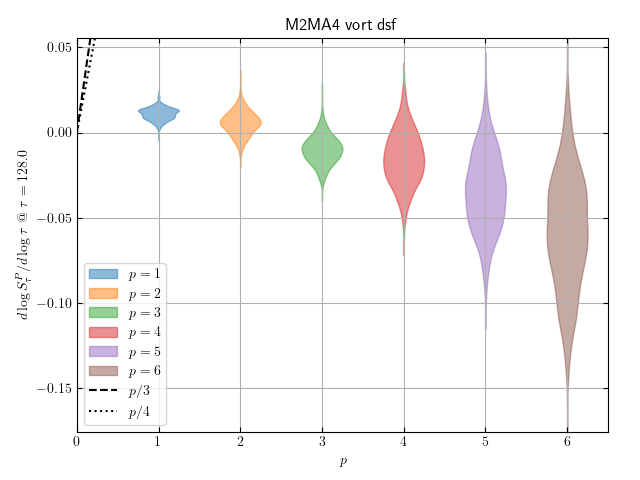 M2MA4 vort dsf
d log S_τ^P / d log τ @ τ = 128.0
0.05
0.00
−0.05
−0.10
−0.15
p = 1
p = 2
p = 3
p = 4
p = 5
p = 6
p/3
p/4
0 1 2 3 4 5 6
p